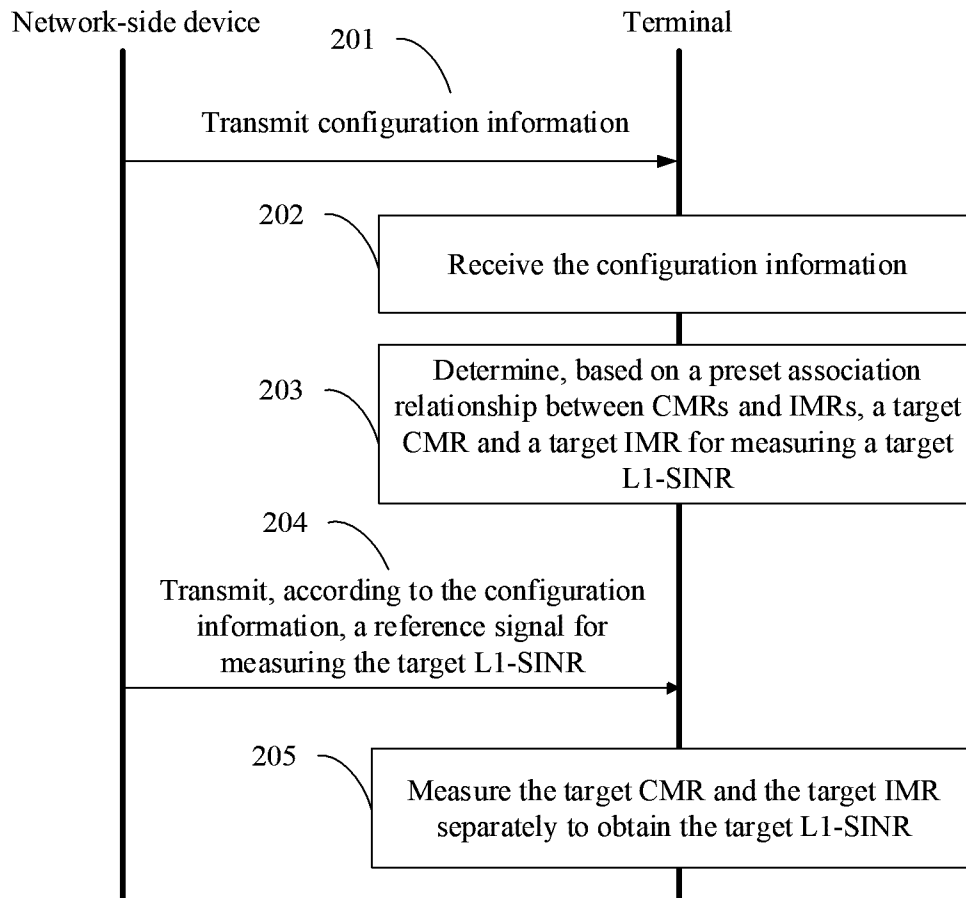 Network-side device
Terminal
201
Transmit configuration information
202
Receive the configuration information
203
Determine, based on a preset association
relationship between CMRs and IMRs, a target
CMR and a target IMR for measuring a target
L1-SINR
204
Transmit, according to the configuration
information, a reference signal for
measuring the target L1-SINR
205
Measure the target CMR and the target IMR
separately to obtain the target L1-SINR